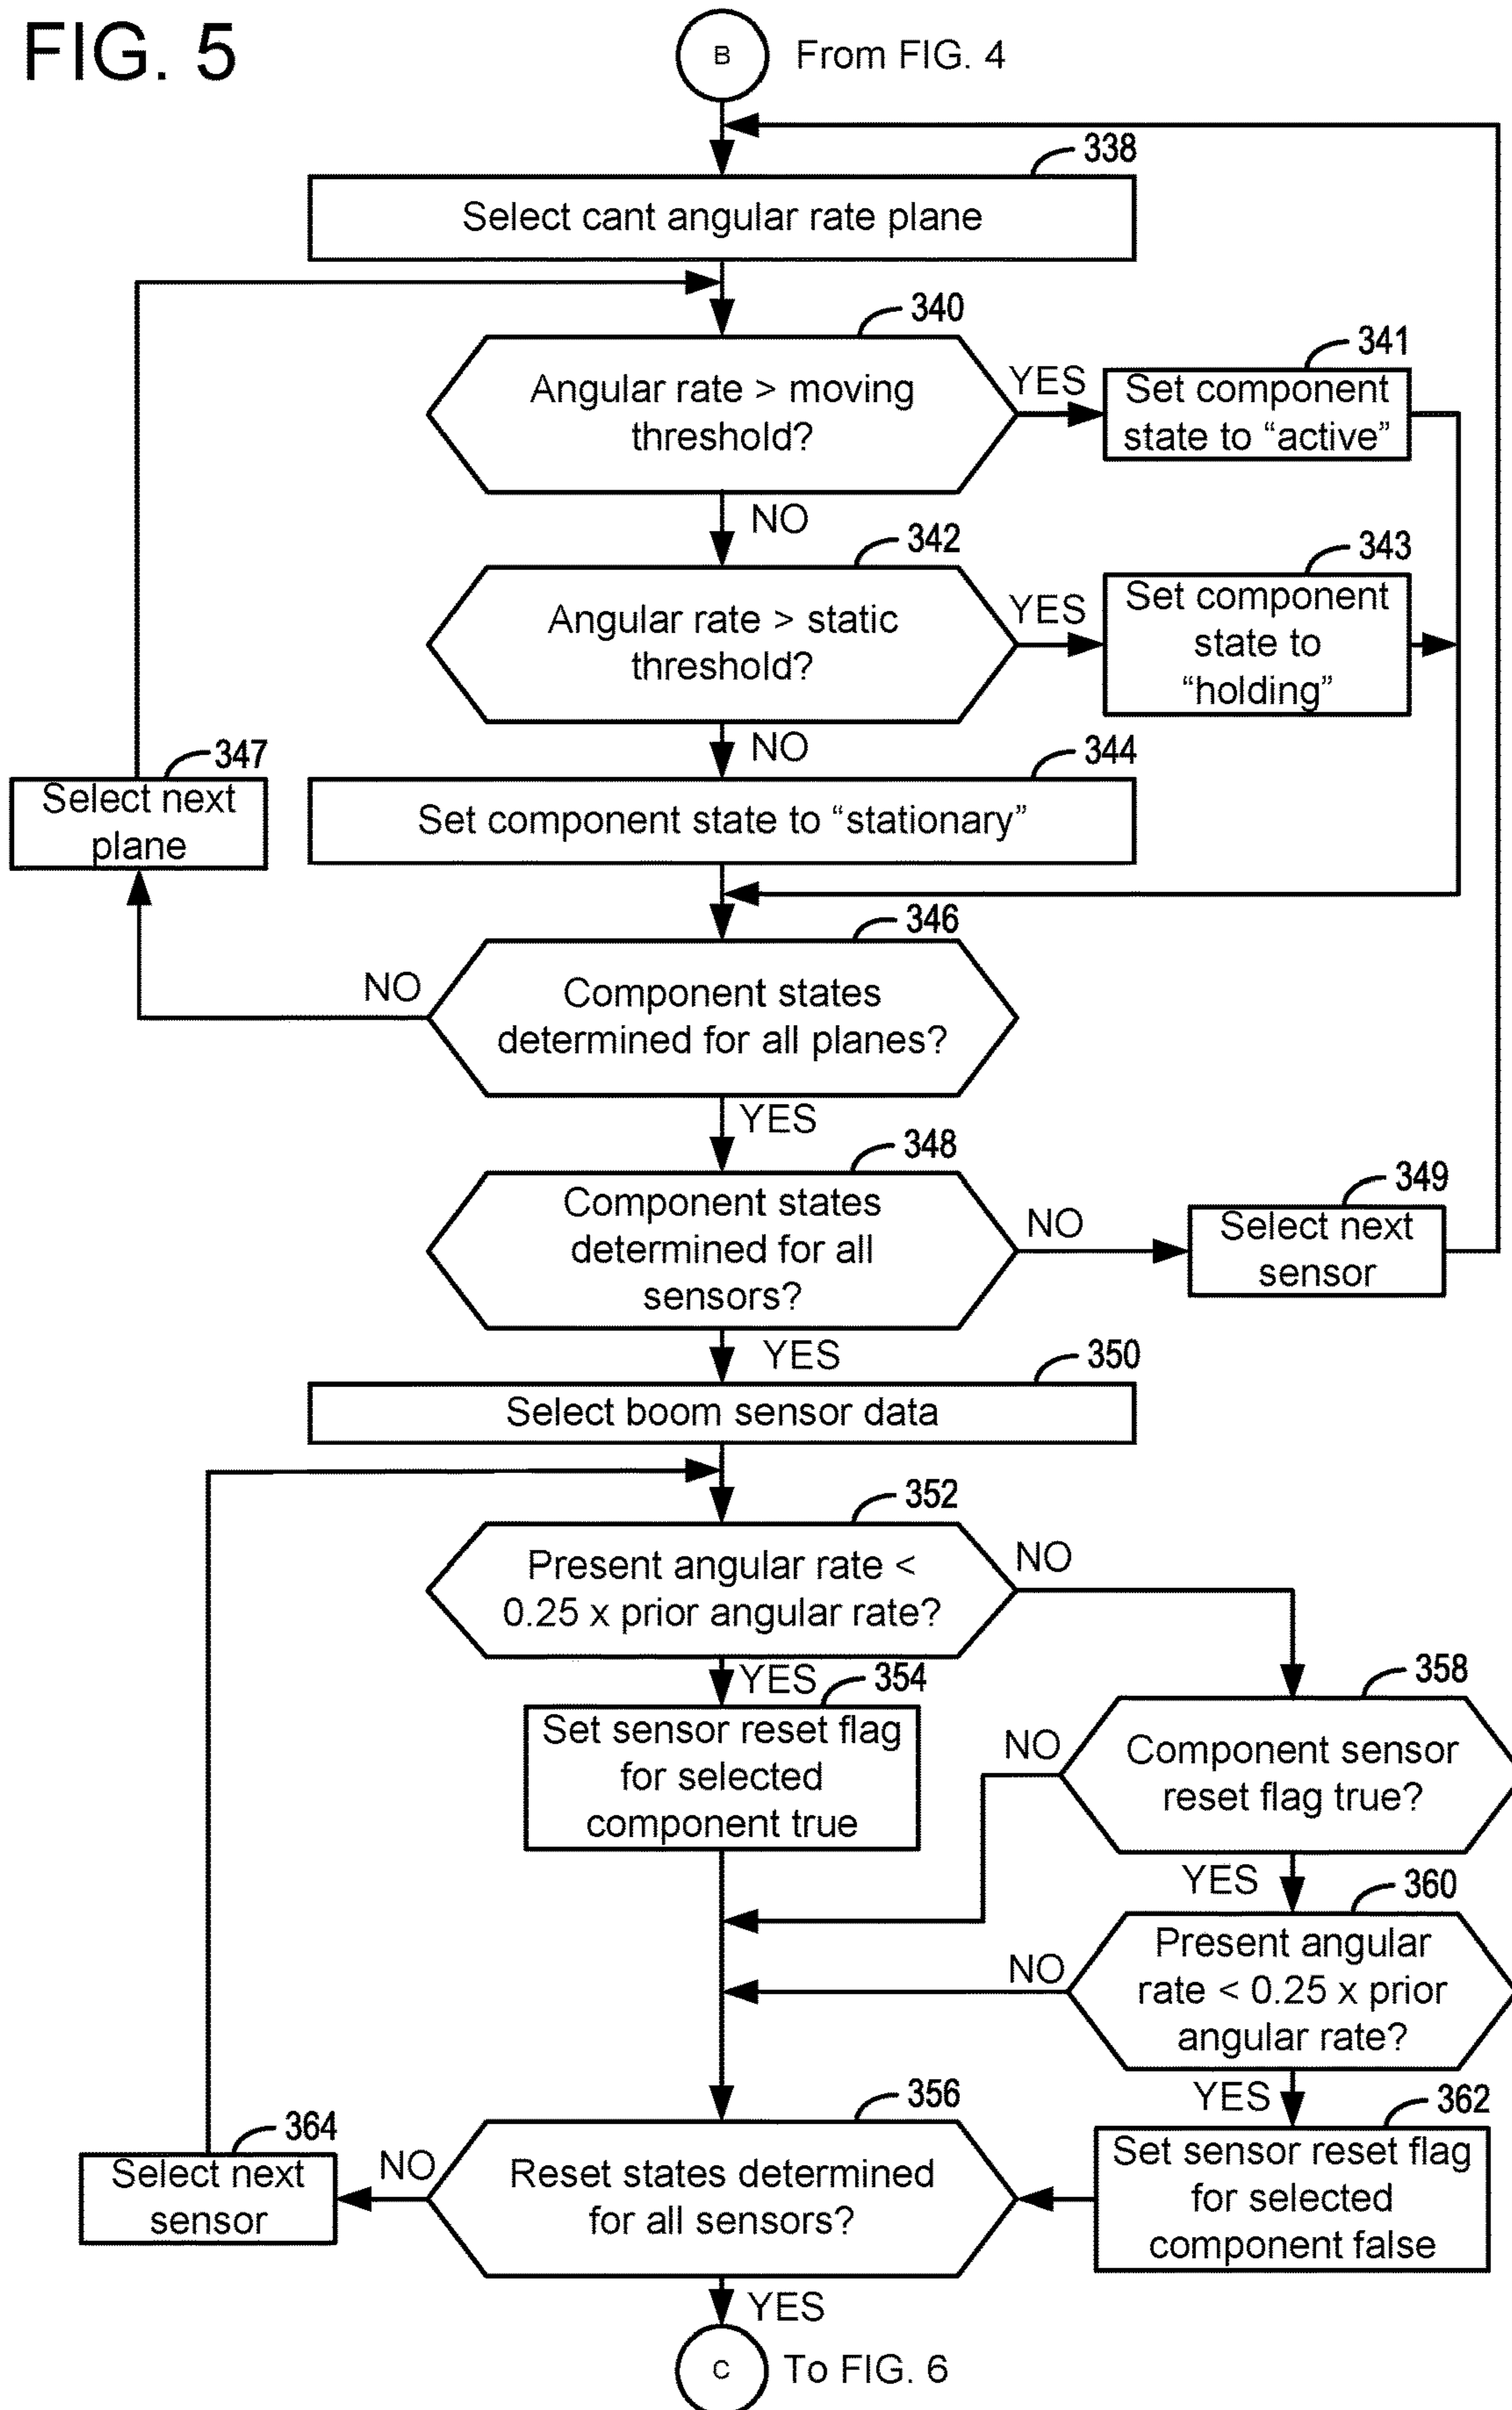 FIG. 5
B
From FIG. 4
338
Select cant angular rate plane
340
Angular rate > moving
threshold?
YES
341
Set component
state to “active”
NO
342
Angular rate > static
threshold?
YES
343
Set component
state to
“holding”
NO
344
Set component state to “stationary”
347
Select next
plane
346
Component states
determined for all planes?
NO
YES
348
Component states
determined for all
sensors?
NO
349
Select next
sensor
YES
350
Select boom sensor data
352
Present angular rate <
0.25 x prior angular rate?
NO
YES
354
Set sensor reset flag
for selected
component true
358
Component sensor
reset flag true?
NO
YES
360
Present angular
rate < 0.25 x prior
angular rate?
NO
YES
362
Set sensor reset flag
for selected
component false
356
Reset states determined
for all sensors?
NO
364
Select next
sensor
YES
C
To FIG. 6